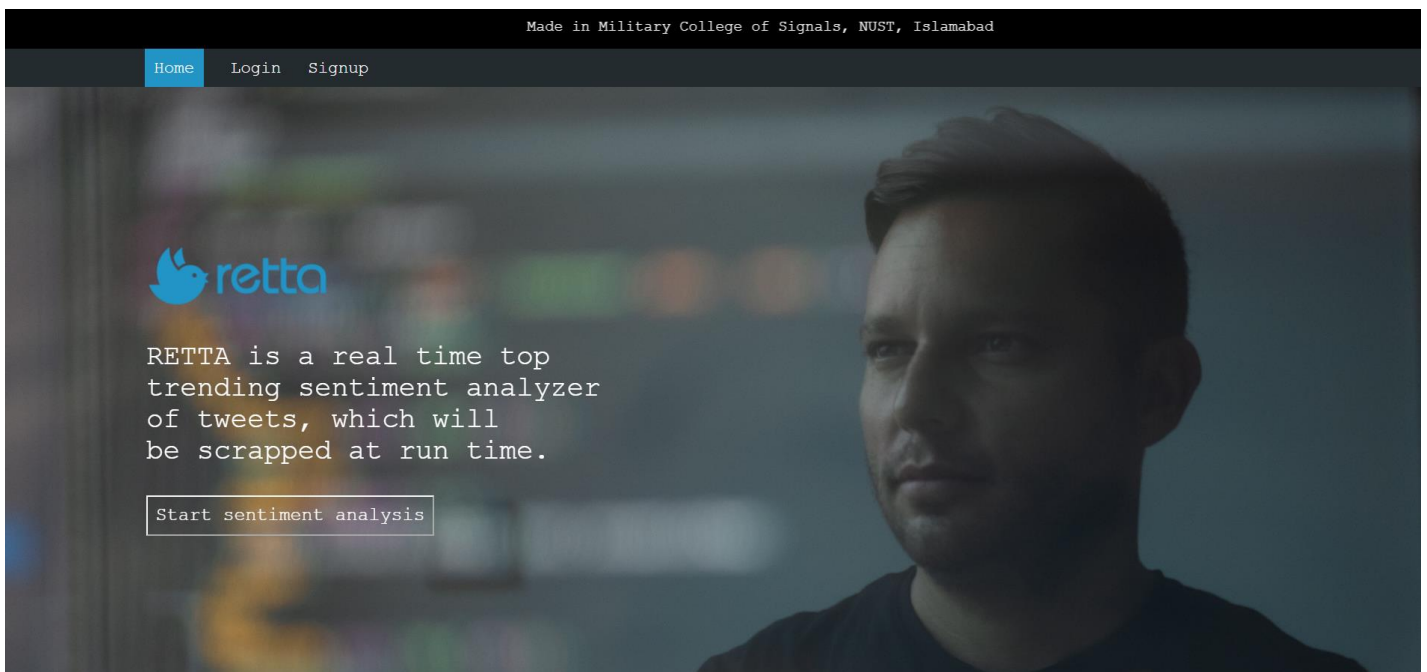 Made in Military College of Signals, NUST, Islamabad
Home Login Signup
retta
RETTA is a real time top
trending sentiment analyzer
of tweets, which will
be scrapped at run time.
Start sentiment analysis